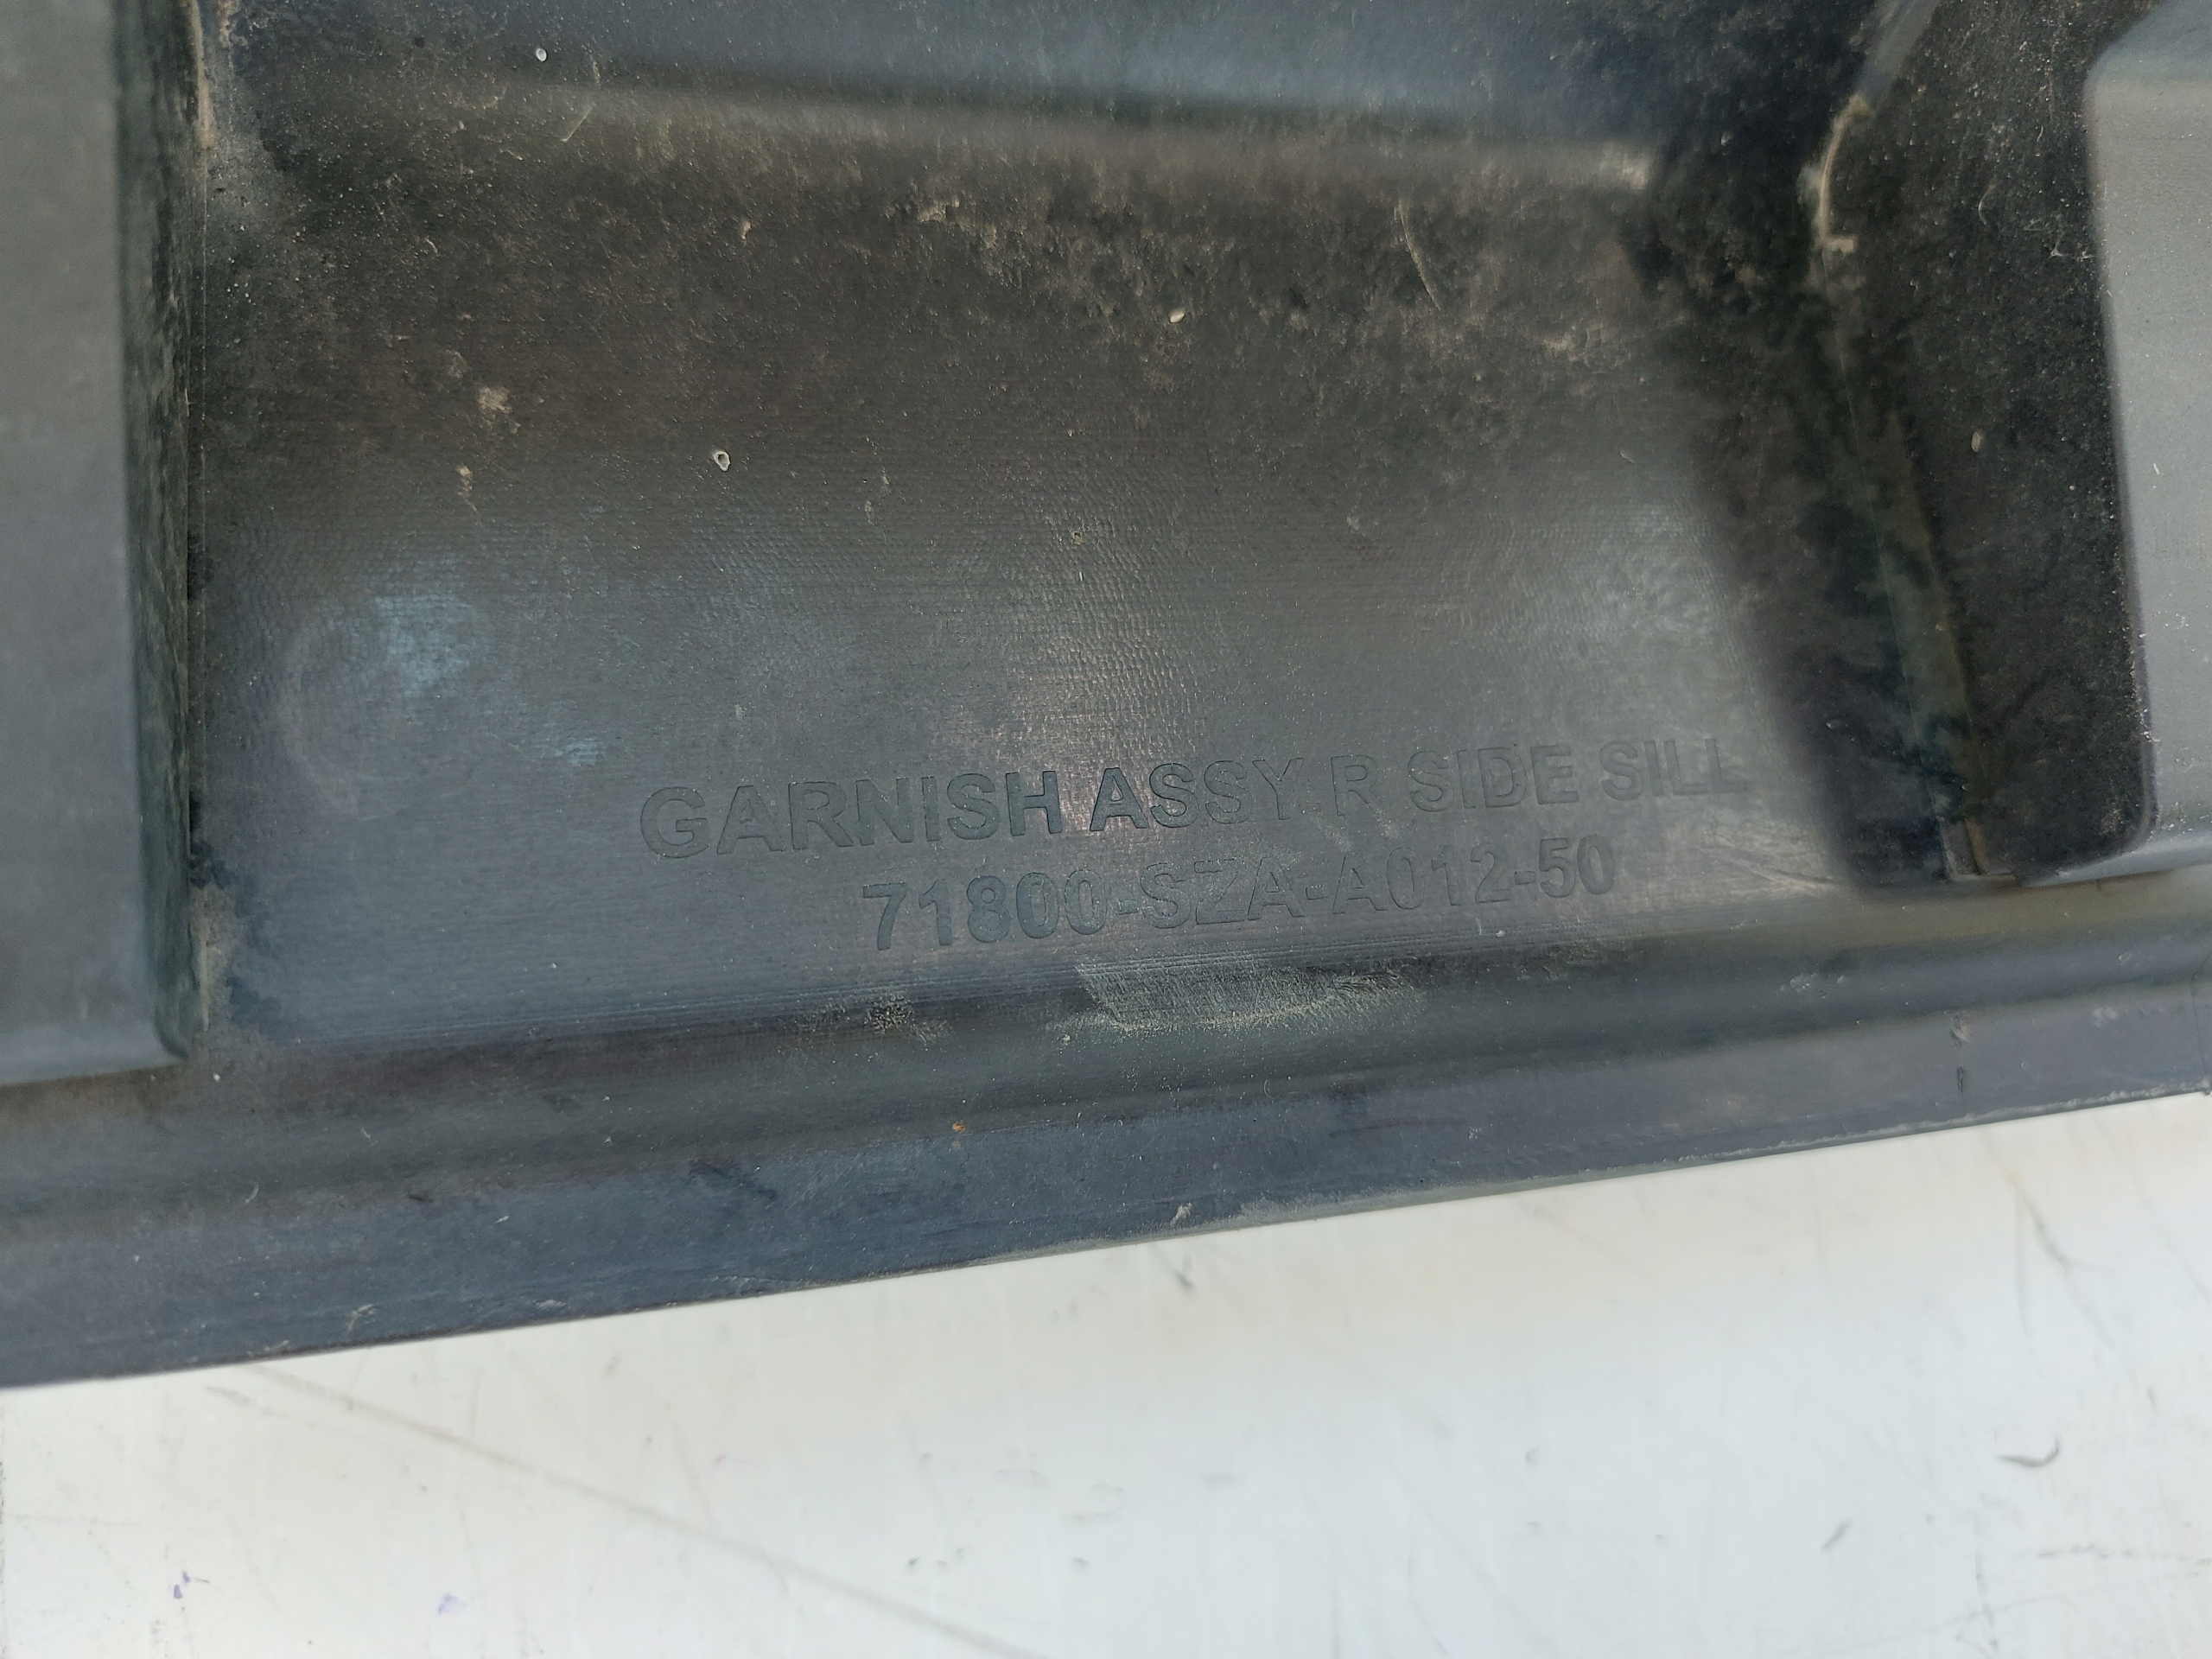 GARNISH ASSY.R SIDE SILL
71800-SZA-A012-50